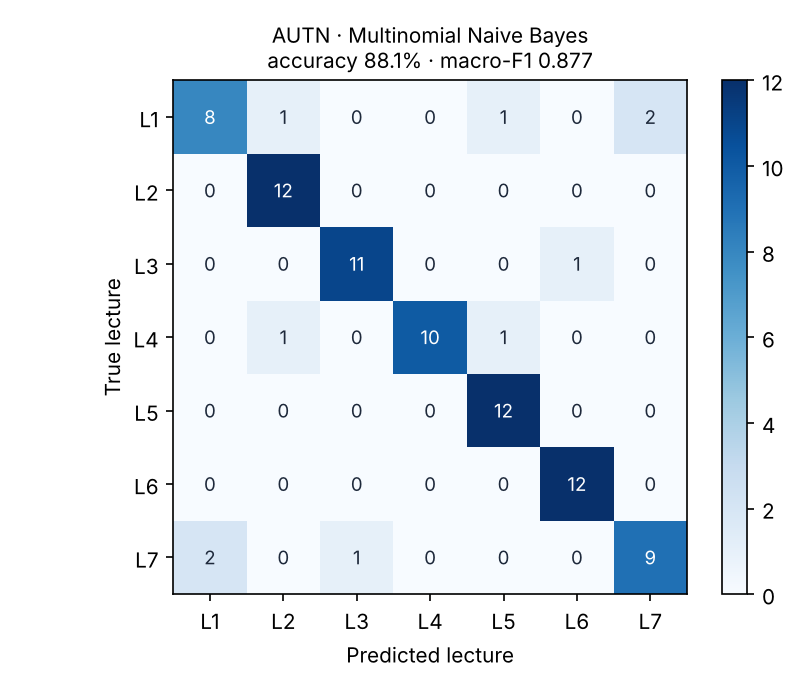 AUTN · Multinomial Naive Bayes
accuracy 88.1% · macro-F1 0.877
L1 8 1 0 0 1 0 2
L2 0 12 0 0 0 0 0
L3 0 0 11 0 0 1 0
L4 0 1 0 10 1 0 0
L5 0 0 0 0 12 0 0
L6 0 0 0 0 0 12 0
L7 2 0 1 0 0 0 9
L1 L2 L3 L4 L5 L6 L7
Predicted lecture
True lecture
12
10
8
6
4
2
0